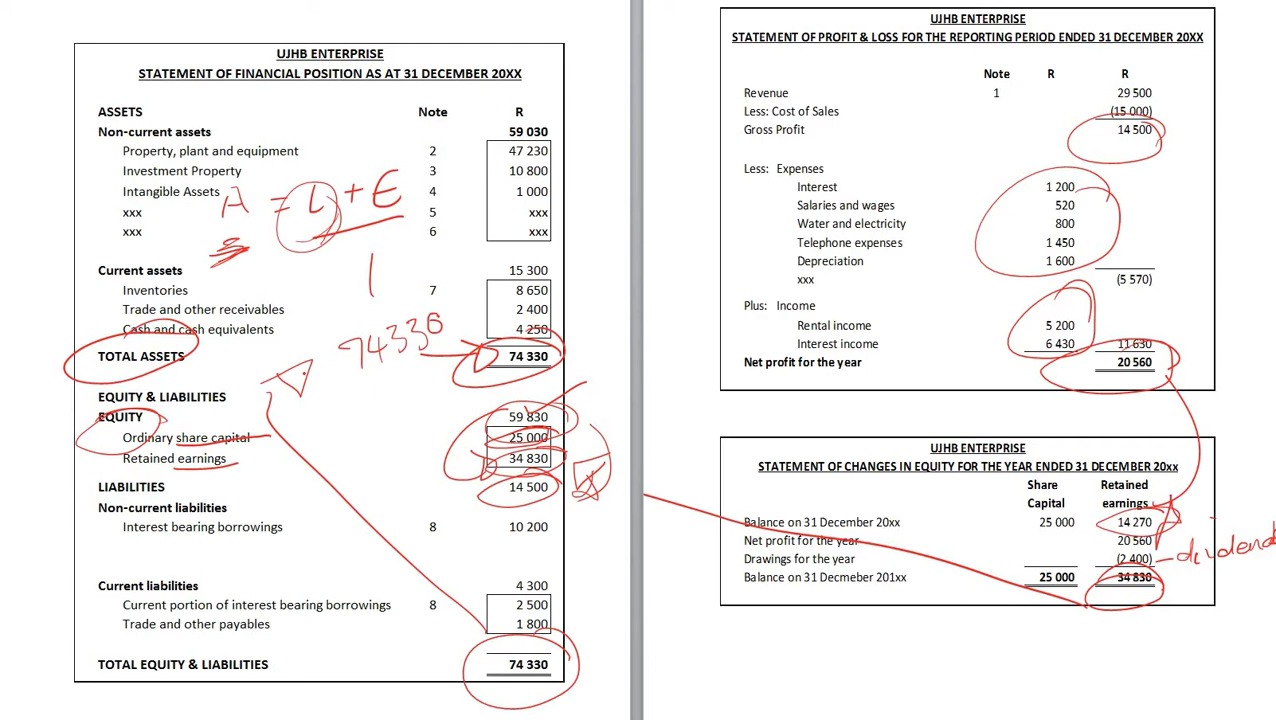 UJHB ENTERPRISE
STATEMENT OF FINANCIAL POSITION AS AT 31 DECEMBER 20XX
ASSETS Note R
Non-current assets 59 030
Property, plant and equipment 2 47 230
Investment Property 3 10 800
Intangible Assets 4 1 000
xxx 5 xxx
xxx 6 xxx
A = L + E
Current assets 15 300
Inventories 7 8 650
Trade and other receivables 2 400
Cash and cash equivalents 4 250
74330
TOTAL ASSETS 74 330
EQUITY & LIABILITIES
EQUITY 59 830
Ordinary share capital 25 000
Retained earnings 34 830
LIABILITIES 14 500
Non-current liabilities
Interest bearing borrowings 8 10 200
Current liabilities 4 300
Current portion of interest bearing borrowings 8 2 500
Trade and other payables 1 800
TOTAL EQUITY & LIABILITIES 74 330
UJHB ENTERPRISE
STATEMENT OF PROFIT & LOSS FOR THE REPORTING PERIOD ENDED 31 DECEMBER 20XX
Note R R
Revenue 1 29 500
Less: Cost of Sales (15 000)
Gross Profit 14 500
Less: Expenses
Interest 1 200
Salaries and wages 520
Water and electricity 800
Telephone expenses 1 450
Depreciation 1 600
xxx (5 570)
Plus: Income
Rental income 5 200
Interest income 6 430 11 630
Net profit for the year 20 560
UJHB ENTERPRISE
STATEMENT OF CHANGES IN EQUITY FOR THE YEAR ENDED 31 DECEMBER 20xx
Share Retained
Capital earnings
Balance on 31 December 20xx 25 000 14 270
Net profit for the year 20 560
Drawings for the year (2 400) – dividends
Balance on 31 Decmeber 201xx 25 000 34 830